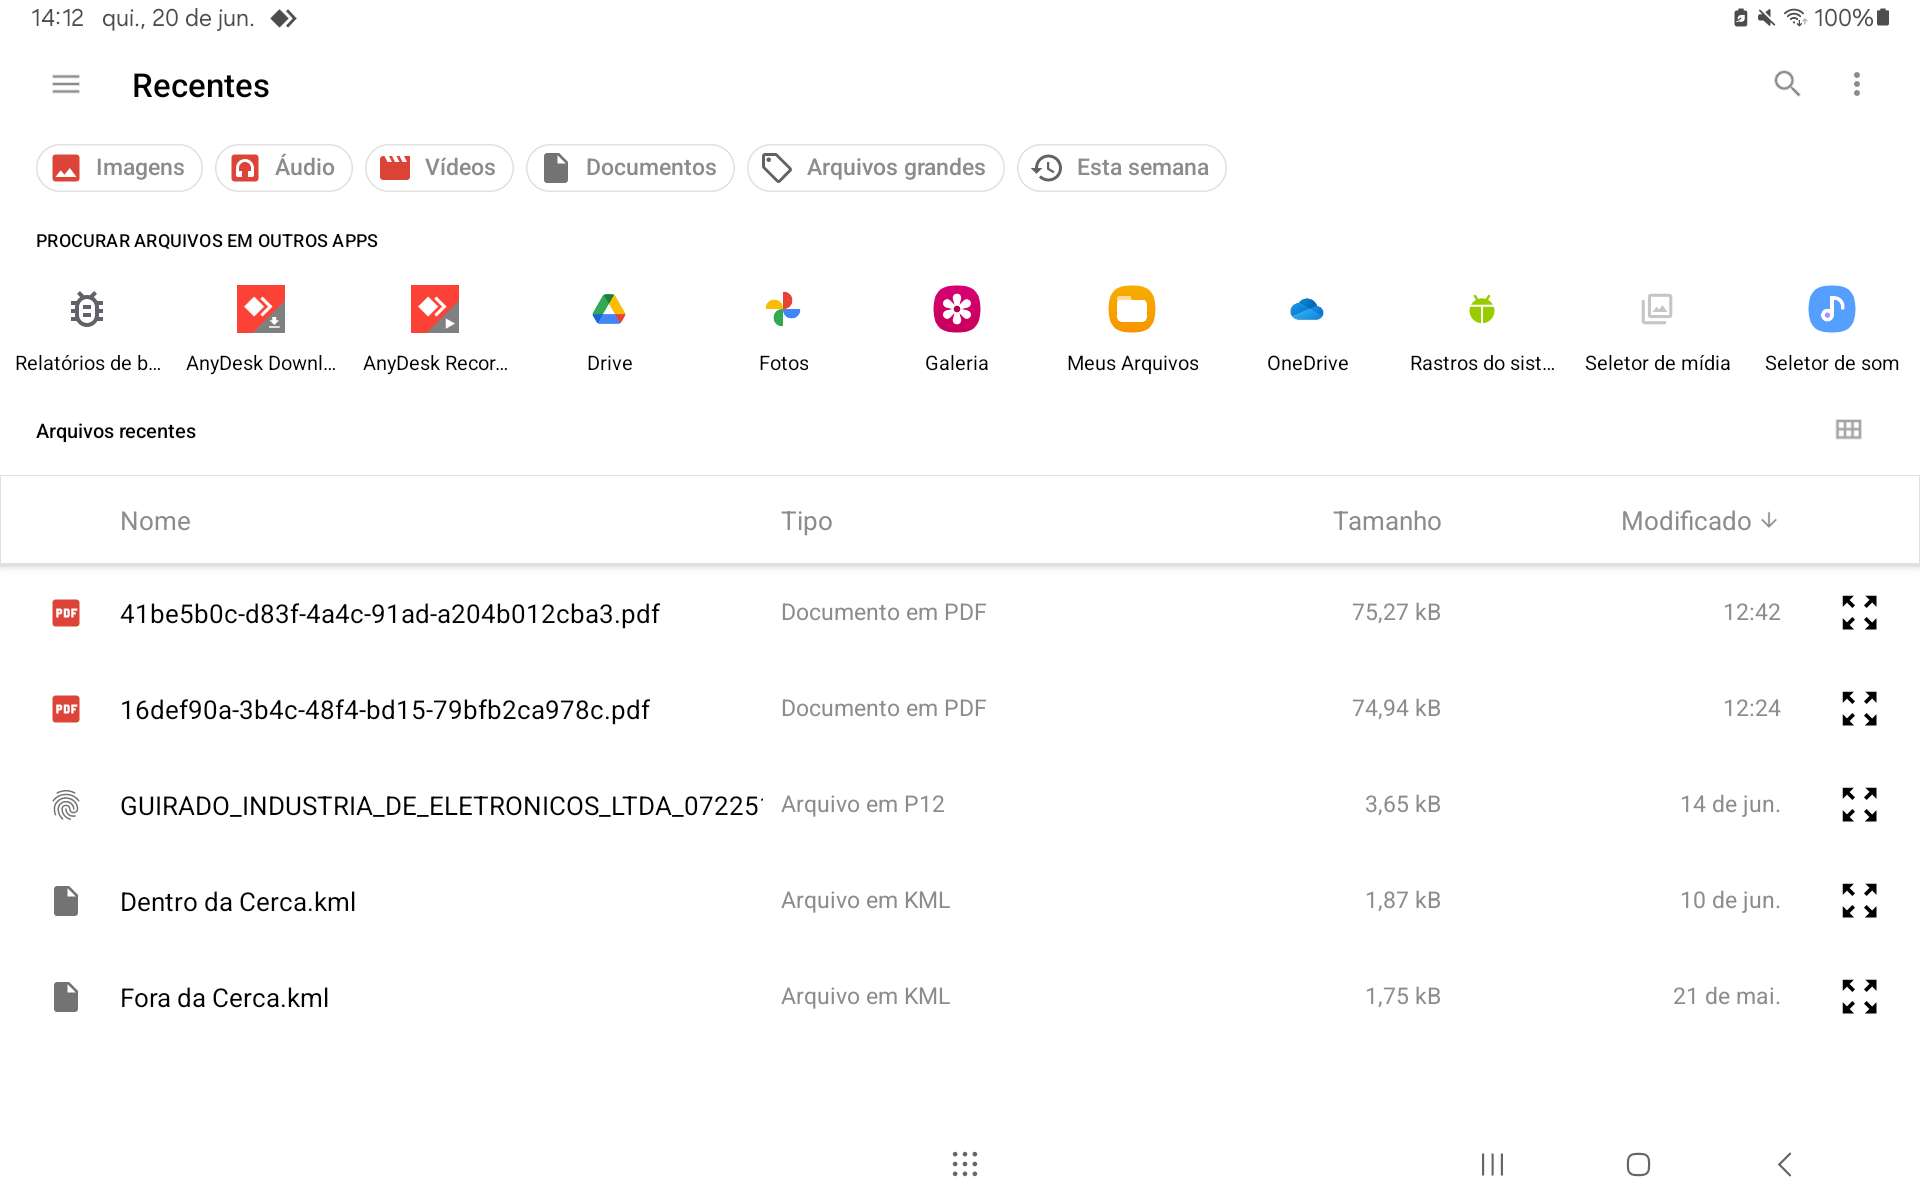 14:12 qui., 20 de jun. 100%
Recentes
Imagens Áudio Vídeos Documentos Arquivos grandes Esta semana
PROCURAR ARQUIVOS EM OUTROS APPS
Relatórios de b... AnyDesk Downl... AnyDesk Recor... Drive Fotos Galeria Meus Arquivos OneDrive Rastros do sist... Seletor de mídia Seletor de som
Arquivos recentes
Nome Tipo Tamanho Modificado
PDF 41be5b0c-d83f-4a4c-91ad-a204b012cba3.pdf Documento em PDF 75,27 kB 12:42
PDF 16def90a-3b4c-48f4-bd15-79bfb2ca978c.pdf Documento em PDF 74,94 kB 12:24
GUIRADO_INDUSTRIA_DE_ELETRONICOS_LTDA_07225 Arquivo em P12 3,65 kB 14 de jun.
Dentro da Cerca.kml Arquivo em KML 1,87 kB 10 de jun.
Fora da Cerca.kml Arquivo em KML 1,75 kB 21 de mai.